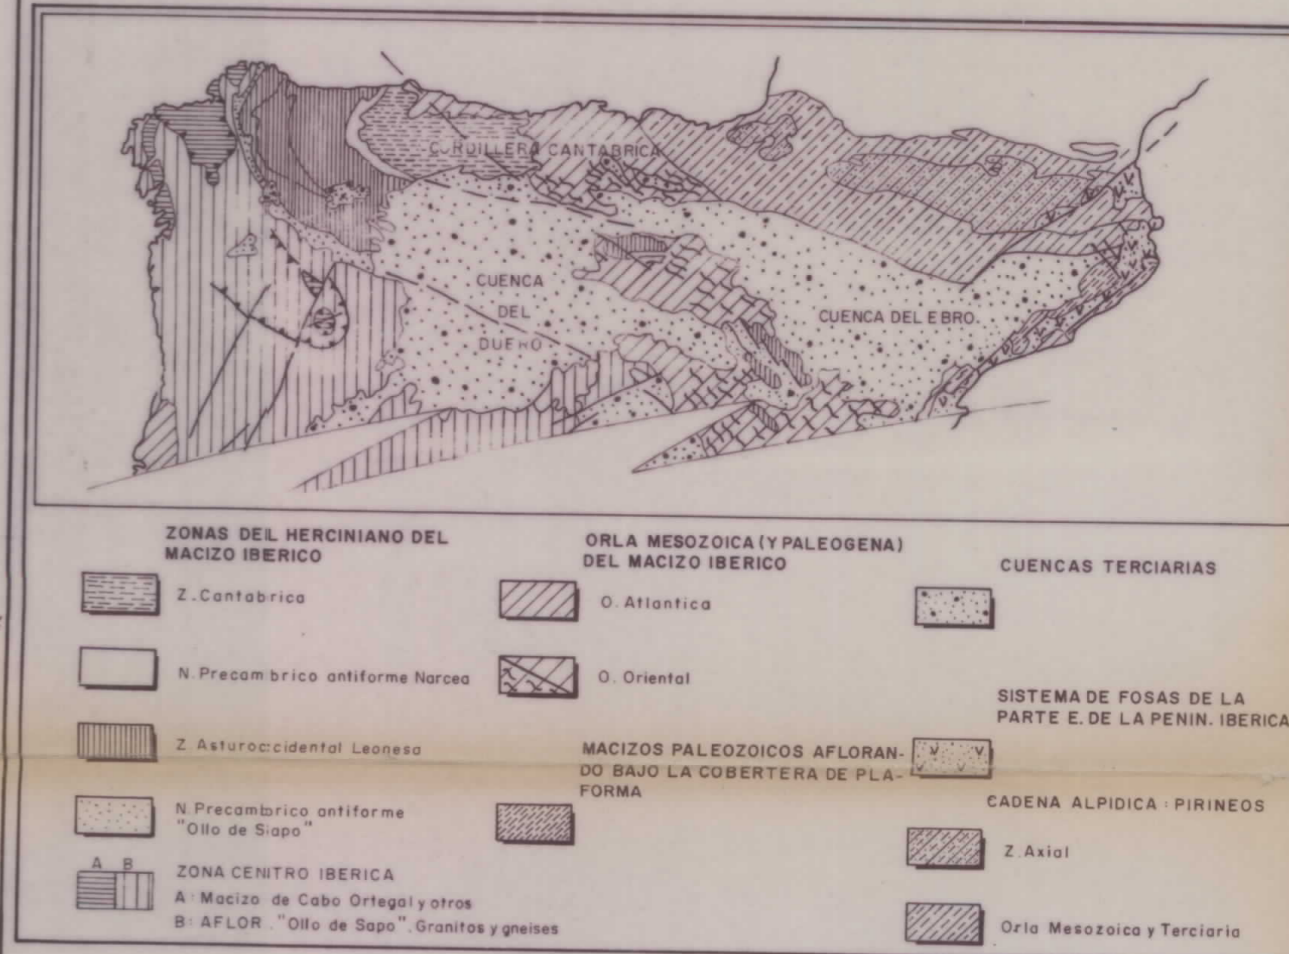 CORDILLERA CANTABRICA
CUENCA
DEL
DUERO
CUENCA DEL EBRO.
ZONAS DEIL HERCINIANO DEL
MACIZO IBERICO
Z.Cantabrica
N.Precambrico antiforme Narcea
Z.Asturoccidental Leonesa
N.Precambrico antiforme
"Ollo de Siapo"
A B
ZONA CENITRO IBERICA
A: Macizo de Cabo Ortegal y otros
B: AFLOR. "Ollo de Sapo". Granitos y gneises
ORLA MESOZOICA (Y PALEOGENA)
DEL MACIZO IBERICO
O. Atlantica
O. Oriental
MACIZOS PALEOZOICOS AFLORAN-
DO BAJO LA COBERTERA DE PLA-
FORMA
CUENCAS TERCIARIAS
SISTEMA DE FOSAS DE LA
PARTE E. DE LA PENIN. IBERICA
CADENA ALPIDICA : PIRINEOS
Z. Axial
Orla Mesozoica y Terciaria